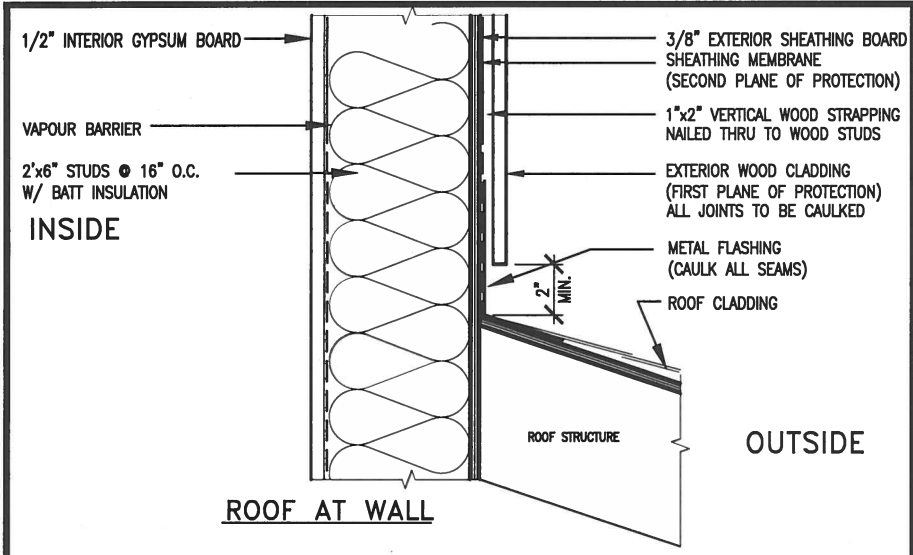 1/2" INTERIOR GYPSUM BOARD
VAPOUR BARRIER
2'x6" STUDS @ 16" O.C.
W/ BATT INSULATION
INSIDE
3/8" EXTERIOR SHEATHING BOARD
SHEATHING MEMBRANE
(SECOND PLANE OF PROTECTION)
1"x2" VERTICAL WOOD STRAPPING
NAILED THRU TO WOOD STUDS
EXTERIOR WOOD CLADDING
(FIRST PLANE OF PROTECTION)
ALL JOINTS TO BE CAULKED
METAL FLASHING
(CAULK ALL SEAMS)
2"
MIN.
ROOF CLADDING
ROOF STRUCTURE
OUTSIDE
ROOF AT WALL